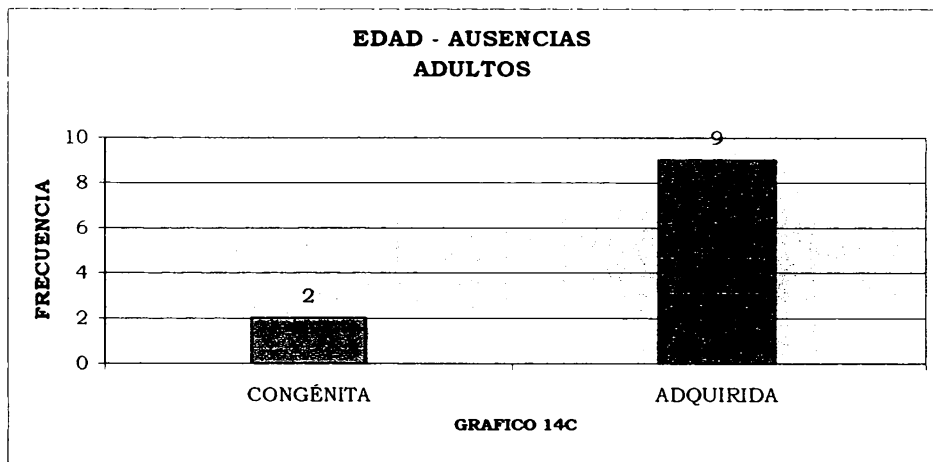 EDAD - AUSENCIAS
ADULTOS
FRECUENCIA
10
8
6
4
2
0
2
9
CONGÉNITA
ADQUIRIDA
GRAFICO 14C